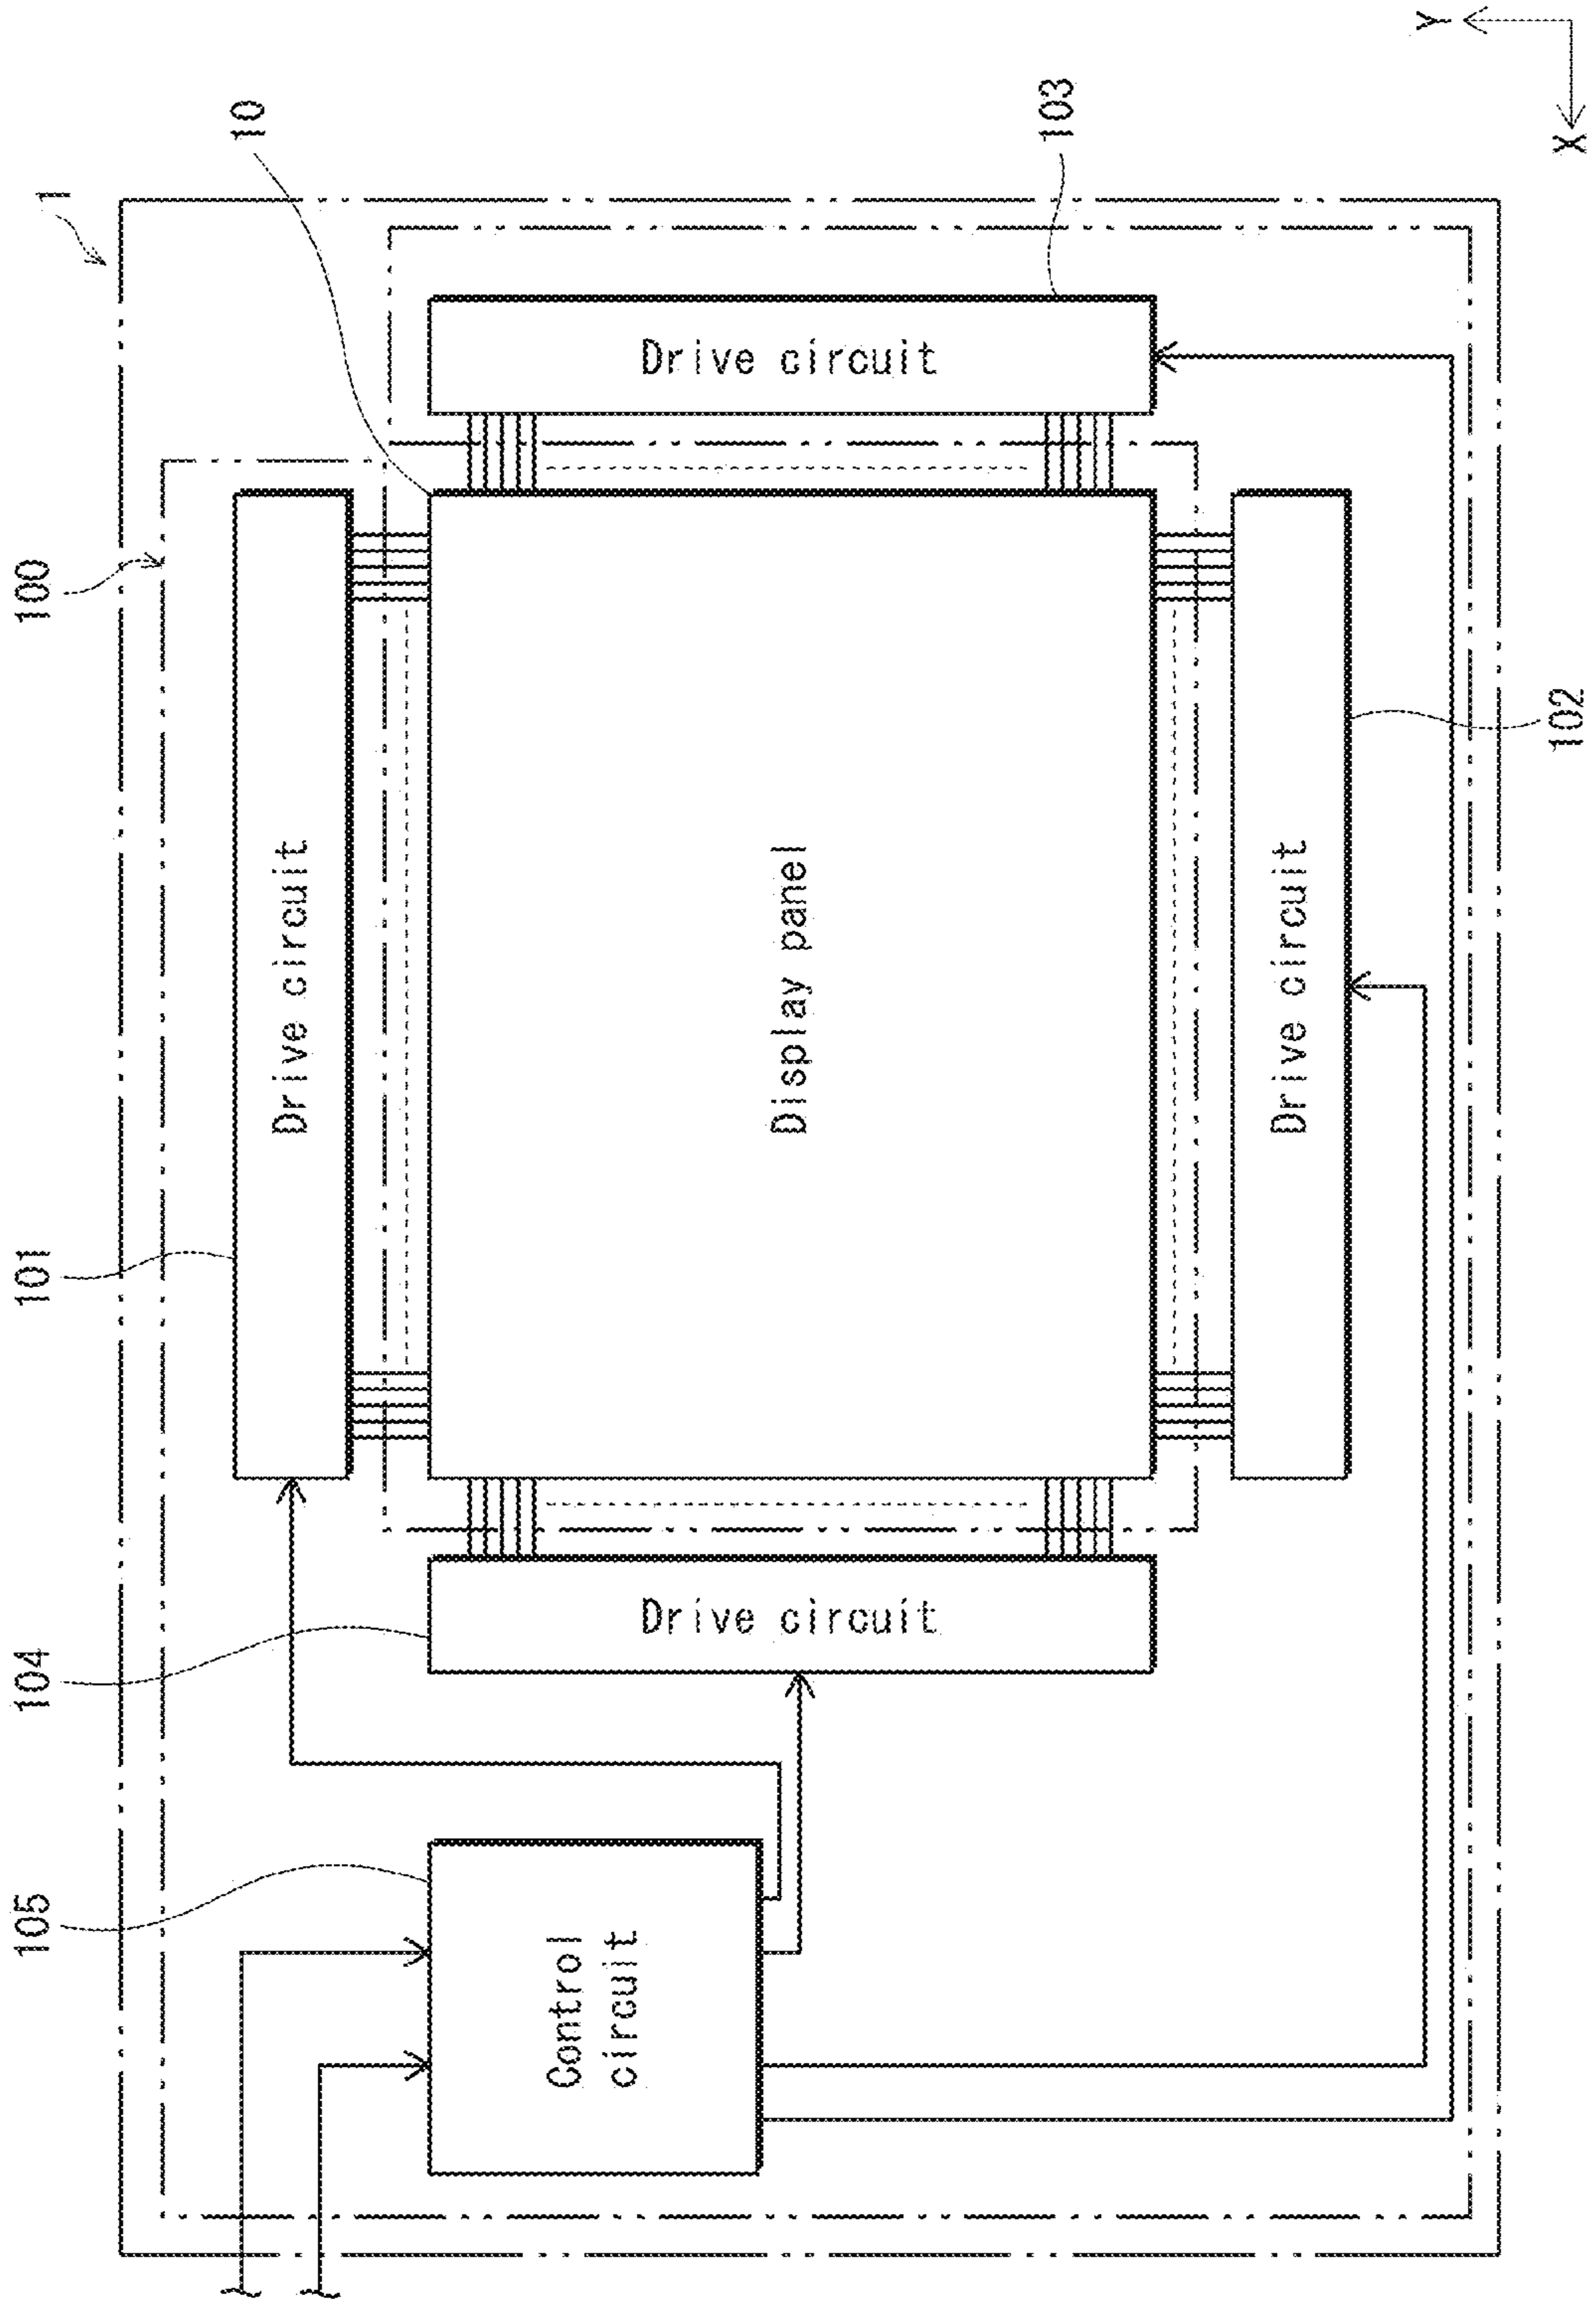 1
100
101
104
105
10
103
102
Drive circuit
Drive circuit
Display panel
Drive circuit
Drive circuit
Control
circuit
Y
X